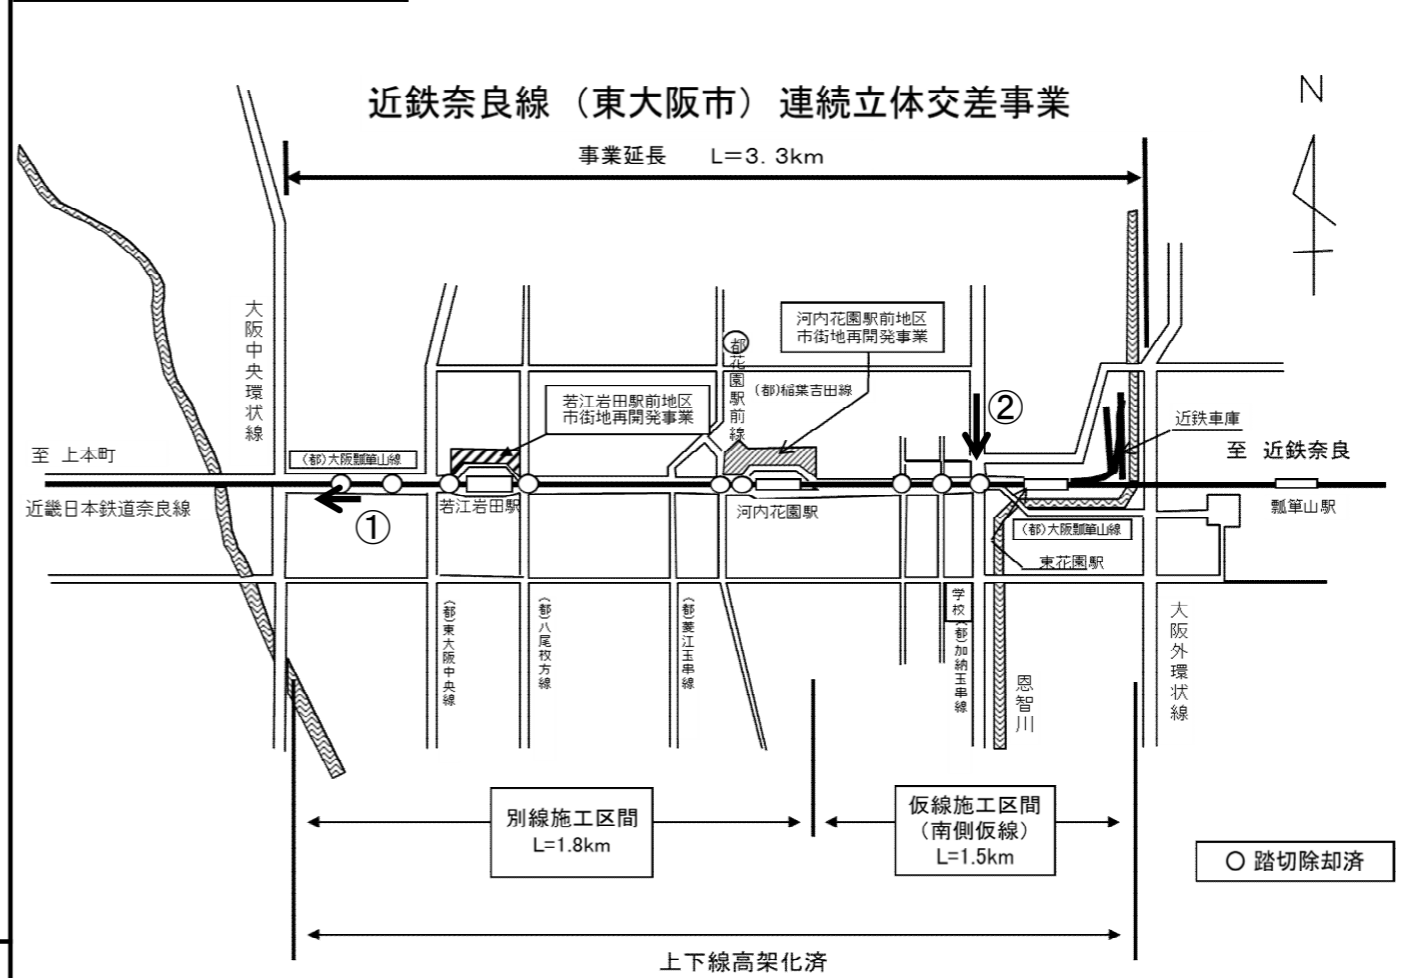 近鉄奈良線（東大阪市）連続立体交差事業
N
事業延長　L＝3.3km
大阪中央環状線
河内花園駅前地区
市街地再開発事業
(都)花園駅前線
(都)稲葉吉田線
若江岩田駅前地区
市街地再開発事業
②
近鉄車庫
至 上本町
(都)大阪瓢箪山線
至 近鉄奈良
近畿日本鉄道奈良線
①
若江岩田駅
河内花園駅
(都)大阪瓢箪山線
瓢箪山駅
東花園駅
学校
(都)東大阪中央線
(都)八尾枚方線
(都)菱江玉串線
(都)加納玉串線
恩智川
大阪外環状線
別線施工区間
L=1.8km
仮線施工区間
（南側仮線）
L=1.5km
○ 踏切除却済
上下線高架化済